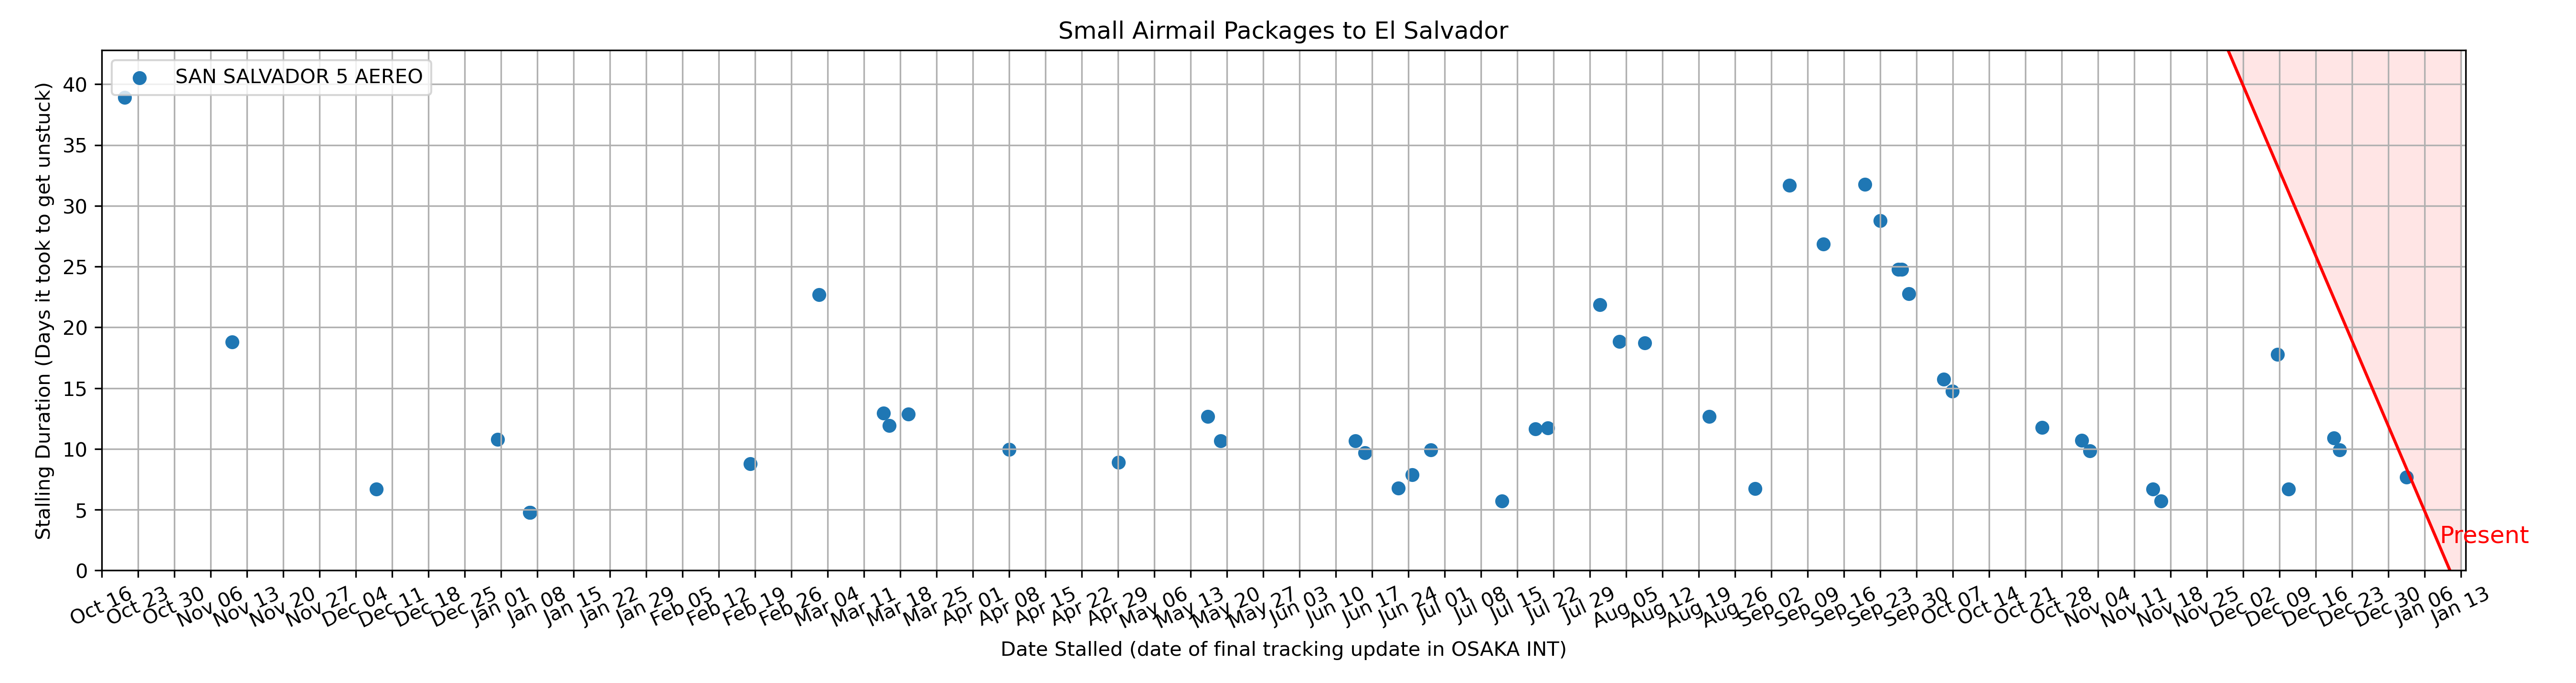 Small Airmail Packages to El Salvador
SAN SALVADOR 5 AEREO
Stalling Duration (Days it took to get unstuck)
40
35
30
25
20
15
10
5
0
Present
Oct 16 Oct 23 Oct 30 Nov 06 Nov 13 Nov 20 Nov 27 Dec 04 Dec 11 Dec 18 Dec 25 Jan 01 Jan 08 Jan 15 Jan 22 Jan 29 Feb 05 Feb 12 Feb 19 Feb 26 Mar 04 Mar 11 Mar 18 Mar 25 Apr 01 Apr 08 Apr 15 Apr 22 Apr 29 May 06 May 13 May 20 May 27 Jun 03 Jun 10 Jun 17 Jun 24 Jul 01 Jul 08 Jul 15 Jul 22 Jul 29 Aug 05 Aug 12 Aug 19 Aug 26 Sep 02 Sep 09 Sep 16 Sep 23 Sep 30 Oct 07 Oct 14 Oct 21 Oct 28 Nov 04 Nov 11 Nov 18 Nov 25 Dec 02 Dec 09 Dec 16 Dec 23 Dec 30 Jan 06 Jan 13
Date Stalled (date of final tracking update in OSAKA INT)